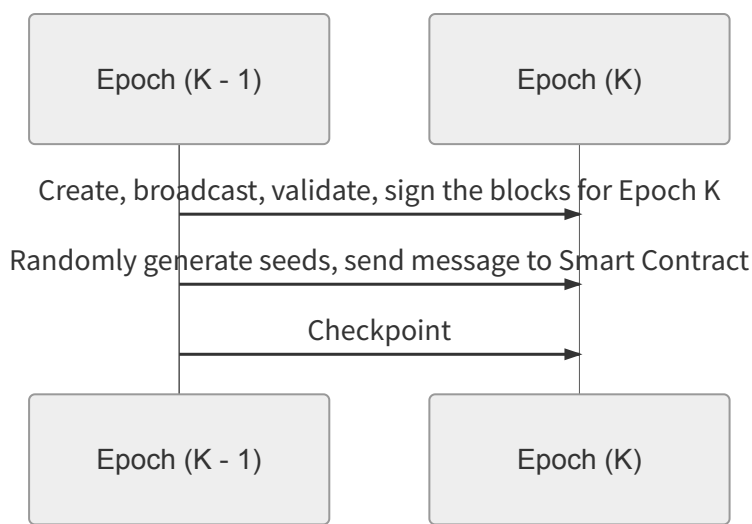 Epoch (K - 1)
Epoch (K)
Create, broadcast, validate, sign the blocks for Epoch K
Randomly generate seeds, send message to Smart Contract
Checkpoint
Epoch (K - 1)
Epoch (K)